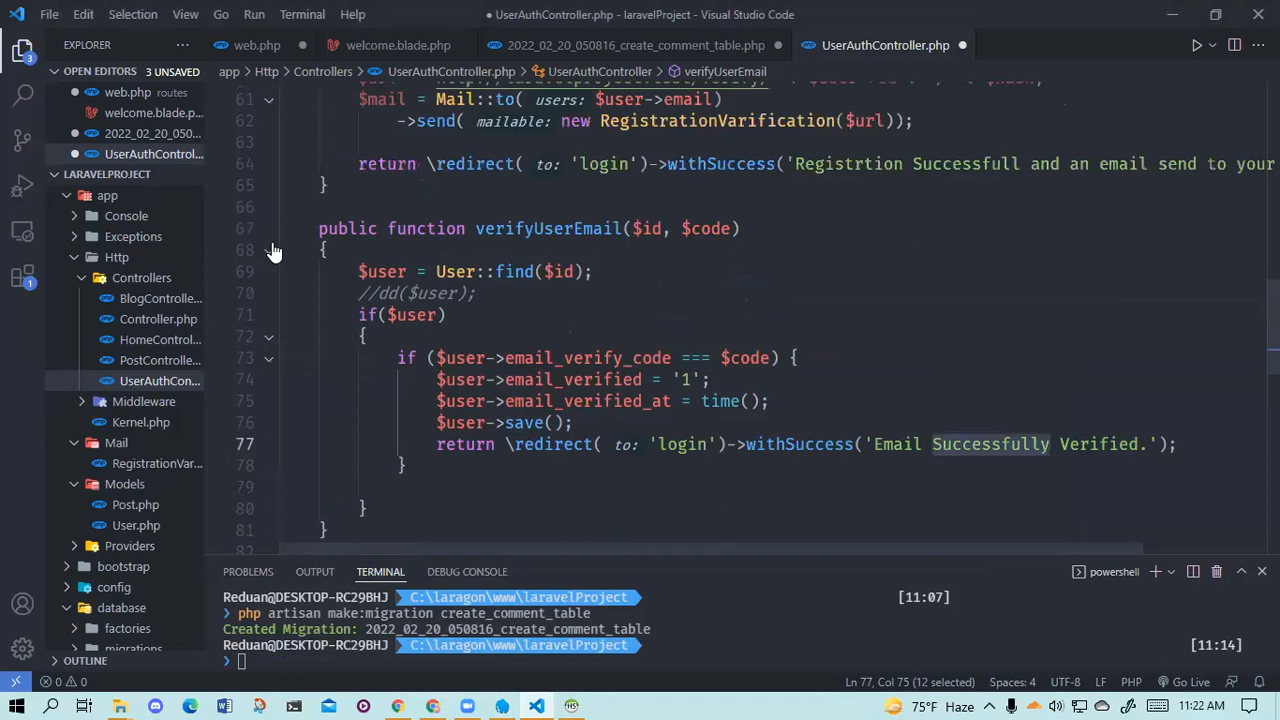 File Edit Selection View Go Run Terminal Help
● UserAuthController.php - laravelProject - Visual Studio Code
EXPLORER ···
web.php ●
welcome.blade.php
2022_02_20_050816_create_comment_table.php ●
UserAuthController.php ●
OPEN EDITORS 3 UNSAVED
app > Http > Controllers > UserAuthController.php > UserAuthController > verifyUserEmail
3
● web.php routes
welcome.b...
● 2022_02_20_050...
● UserAuthControl...
LARAVELPROJECT
app
Console
Exceptions
Http
Controllers
BlogControlle...
Controller.php
HomeControl...
PostControlle...
UserAuthCon...
Middleware
Kernel.php
Mail
RegistrationVar...
Models
Post.php
User.php
Providers
bootstrap
config
database
factories
migrations
OUTLINE
1
61 $mail = Mail::to( users: $user->email)
62 ->send( mailable: new RegistrationVarification($url));
63
64 return \redirect( to: 'login')->withSuccess('Registrtion Successfull and an email send to your
65 }
66
67 public function verifyUserEmail($id, $code)
68 {
69 $user = User::find($id);
70 //dd($user);
71 if($user)
72 {
73 if ($user->email_verify_code === $code) {
74 $user->email_verified = '1';
75 $user->email_verified_at = time();
76 $user->save();
77 return \redirect( to: 'login')->withSuccess('Email Successfully Verified.');
78 }
79
80 }
81 }
82
PROBLEMS OUTPUT TERMINAL DEBUG CONSOLE
powershell
Reduan@DESKTOP-RC29BHJ C:\laragon\www\laravelProject [11:07]
❯ php artisan make:migration create_comment_table
Created Migration: 2022_02_20_050816_create_comment_table
Reduan@DESKTOP-RC29BHJ C:\laragon\www\laravelProject [11:14]
❯
0 0
Ln 77, Col 75 (12 selected) Spaces: 4 UTF-8 LF PHP Go Live
75°F Haze
11:22 AM